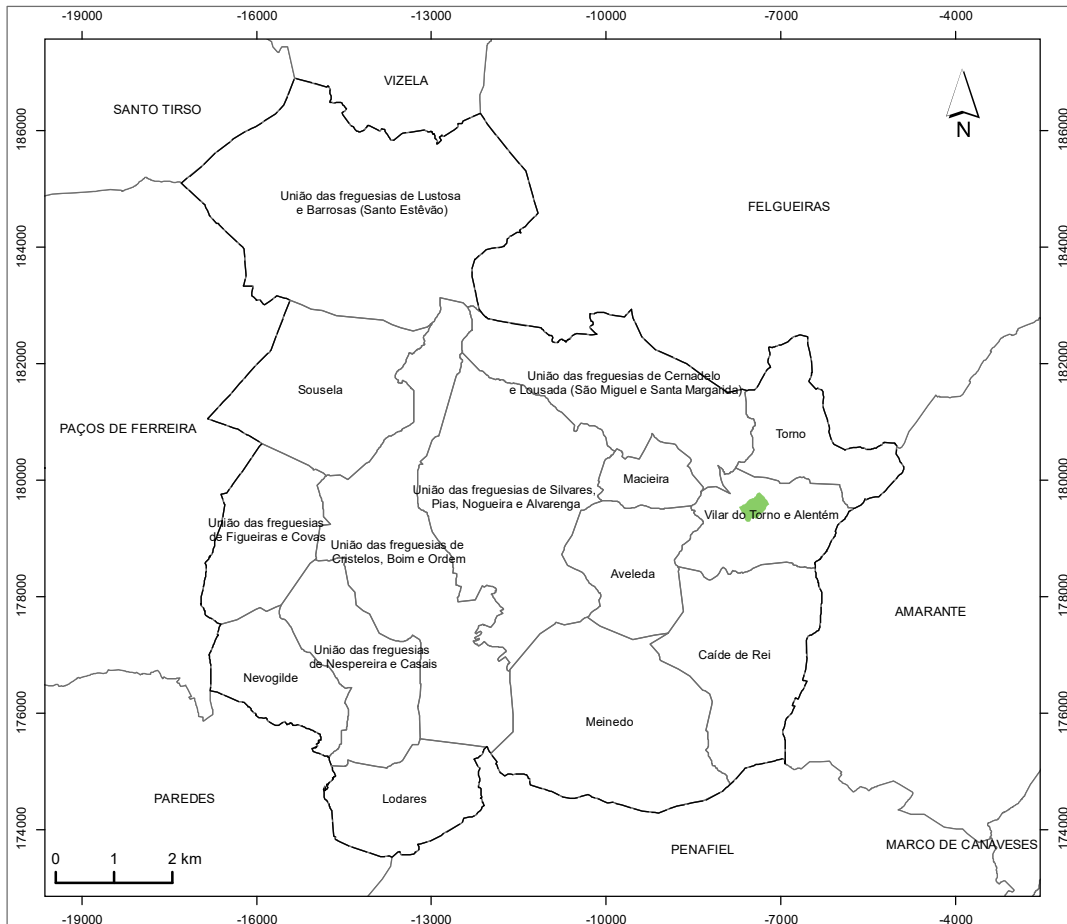 -19000
-16000
-13000
-10000
-7000
-4000
VIZELA
SANTO TIRSO
N
186000
186000
União das freguesias de Lustosa
e Barrosas (Santo Estêvão)
FELGUEIRAS
184000
184000
182000
182000
União das freguesias de Cernadelo
e Lousada (São Miguel e Santa Margarida)
Sousela
PAÇOS DE FERREIRA
Torno
180000
180000
Macieira
União das freguesias de Silvares,
Pias, Nogueira e Alvarenga
Vilar do Torno e Alentém
União das freguesias
de Figueiras e Covas
União das freguesias de
Cristelos, Boim e Ordem
Aveleda
178000
178000
AMARANTE
União das freguesias
de Nespereira e Casais
Caíde de Rei
Nevogilde
176000
176000
Meinedo
PAREDES
Lodares
174000
174000
MARCO DE CANAVESES
PENAFIEL
0
1
2 km
-19000
-16000
-13000
-10000
-7000
-4000